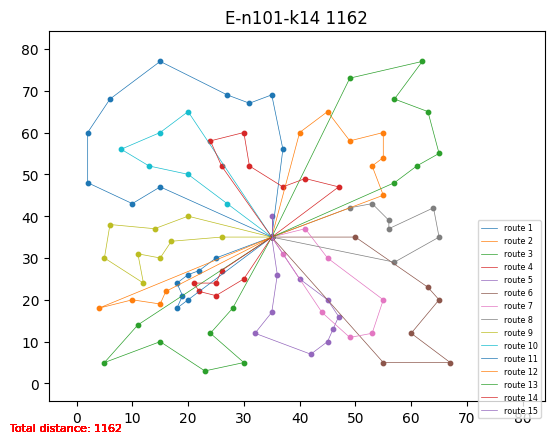 E-n101-k14 1162
80
70
60
50
40
30
20
10
0
route 1
route 2
route 3
route 4
route 5
route 6
route 7
route 8
route 9
route 10
route 11
route 12
route 13
route 14
route 15
0 10 20 30 40 50 60 70 80
Total distance: 1162